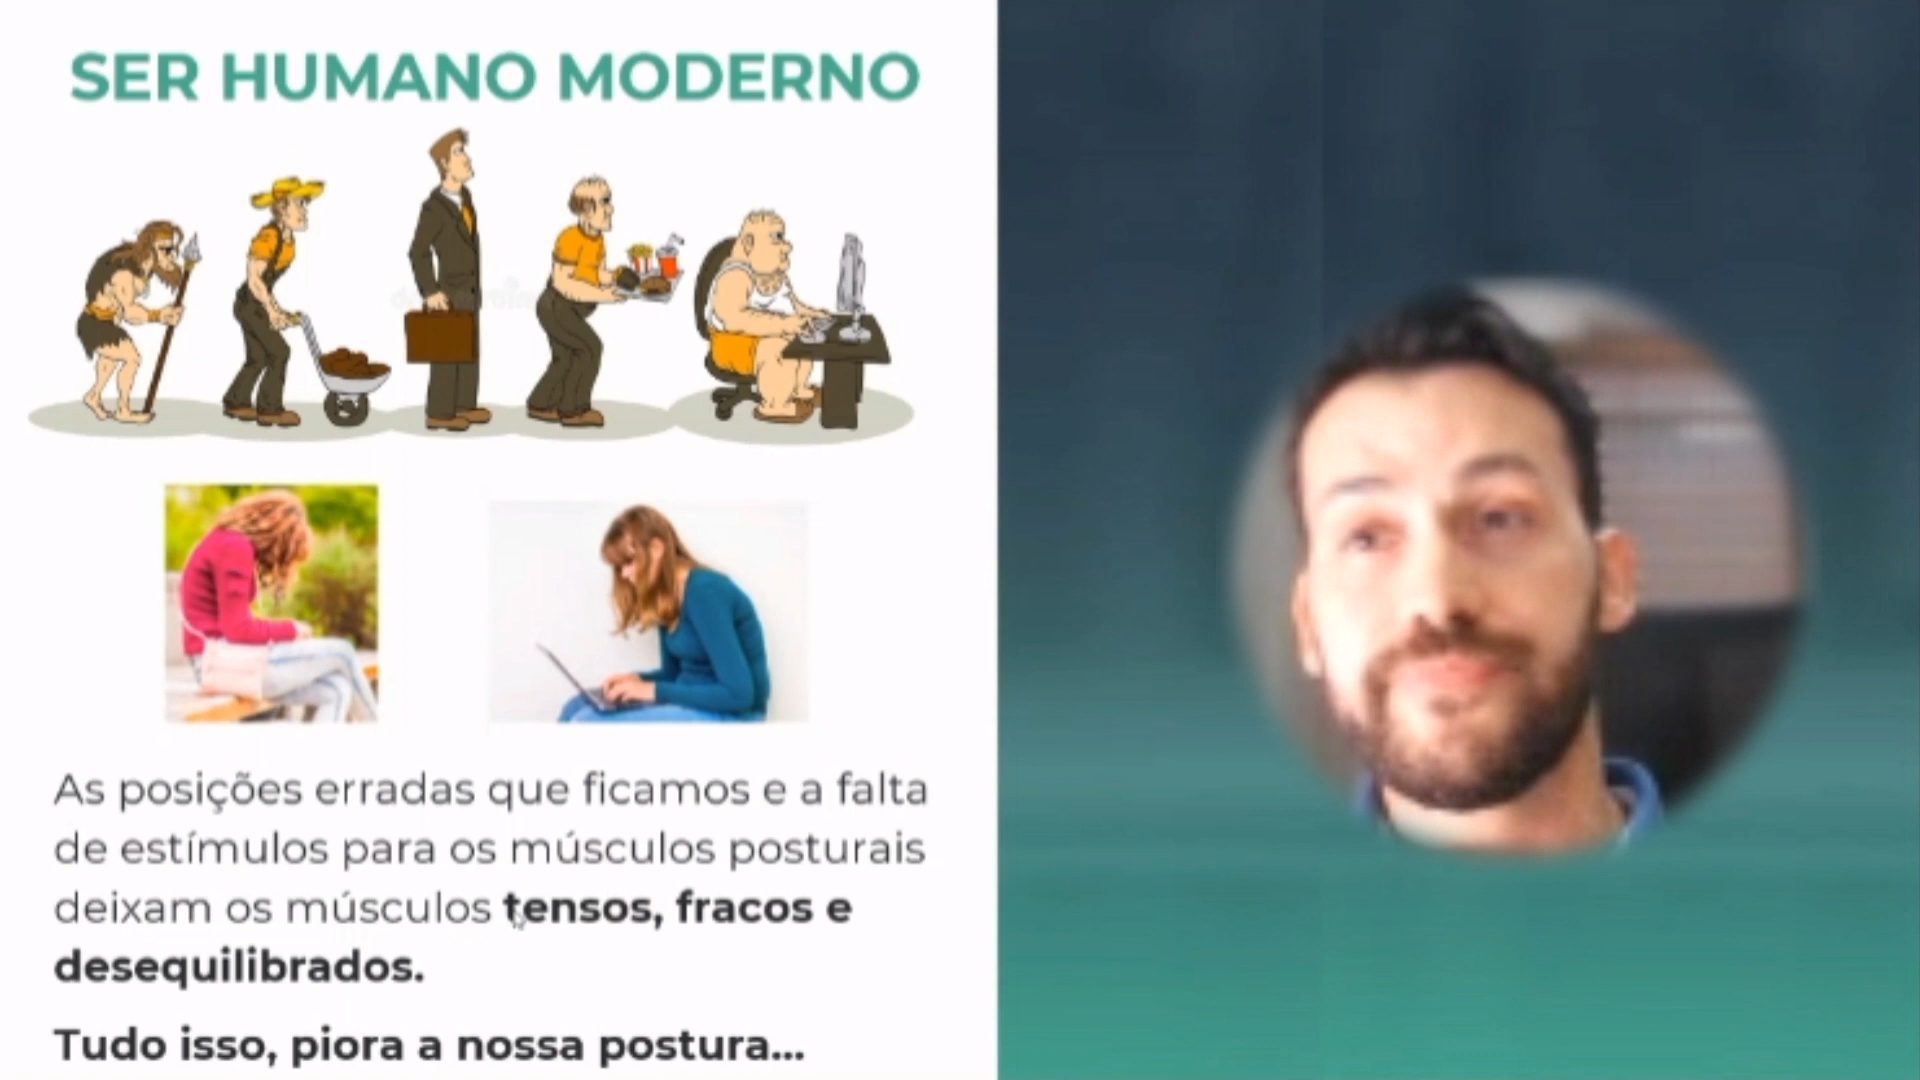 SER HUMANO MODERNO
As posições erradas que ficamos e a falta
de estímulos para os músculos posturais
deixam os músculos tensos, fracos e
desequilibrados.
Tudo isso, piora a nossa postura...